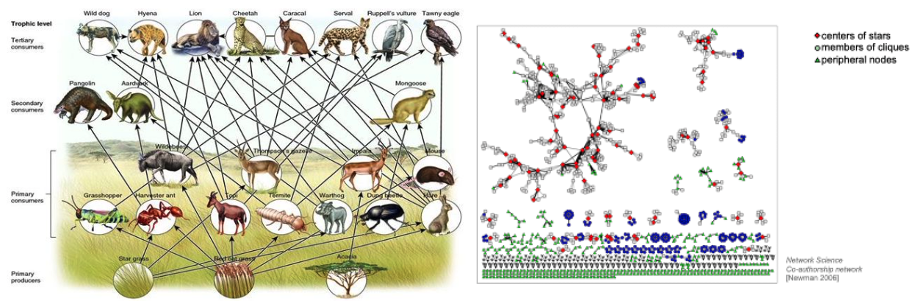 Wild dog
Hyena
Lion
Cheetah
Caracal
Serval
Ruppell's vulture
Tawny eagle
Trophic level
Tertiary consumers
Pangolin
Aardvark
Mongoose
Secondary consumers
Wildebeest
Thompson's gazelle
Impala
Mouse
Primary consumers
Grasshopper
Harvester ant
Topi
Termite
Warthog
Dung beetle
Hare
Star grass
Red oat grass
Acacia
Primary producers
centers of stars
members of cliques
peripheral nodes
Network Science
Co-authorship network
[Newman 2006]